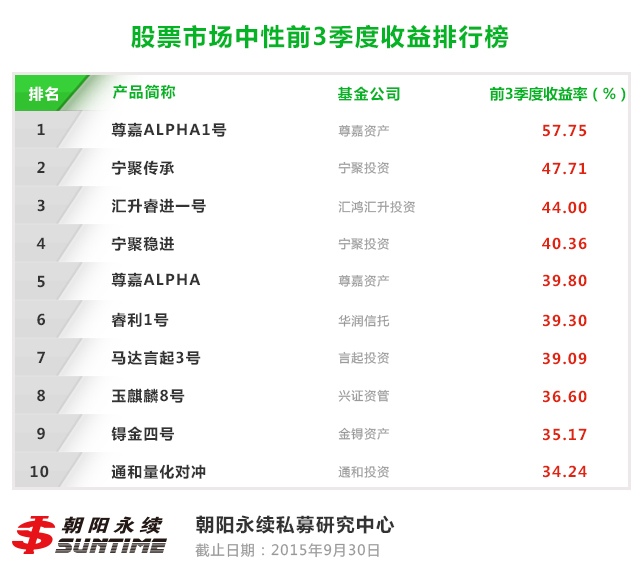 股票市场中性前3季度收益排行榜
排名 产品简称 基金公司 前3季度收益率（%）
1 尊嘉ALPHA1号 尊嘉资产 57.75
2 宁聚传承 宁聚投资 47.71
3 汇升睿进一号 汇鸿汇升投资 44.00
4 宁聚稳进 宁聚投资 40.36
5 尊嘉ALPHA 尊嘉资产 39.80
6 睿利1号 华润信托 39.30
7 马达言起3号 言起投资 39.09
8 玉麒麟8号 兴证资管 36.60
9 锝金四号 金锝资产 35.17
10 通和量化对冲 通和投资 34.24
朝阳永续
SUNTIME
朝阳永续私募研究中心
截止日期：2015年9月30日